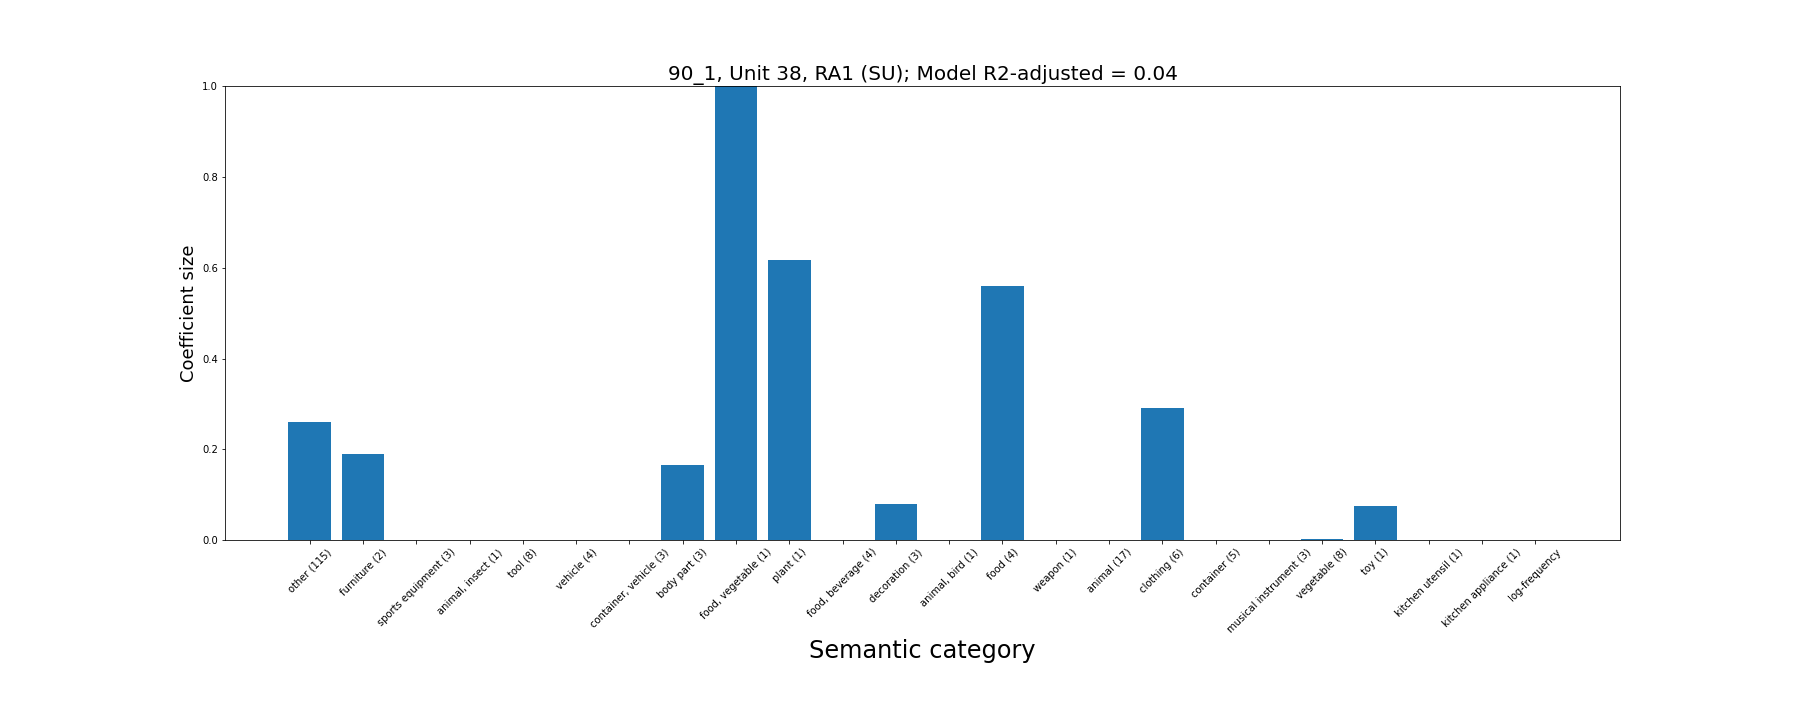 90_1, Unit 38, RA1 (SU); Model R2-adjusted = 0.04
Coefficient size
1.0
0.8
0.6
0.4
0.2
0.0
other (115)
furniture (2)
sports equipment (3)
animal, insect (1)
tool (8)
vehicle (4)
container, vehicle (3)
body part (3)
food, vegetable (1)
plant (1)
food, beverage (4)
decoration (3)
animal, bird (1)
food (4)
weapon (1)
animal (17)
clothing (6)
container (5)
musical instrument (3)
vegetable (8)
toy (1)
kitchen utensil (1)
kitchen appliance (1)
log-frequency
Semantic category